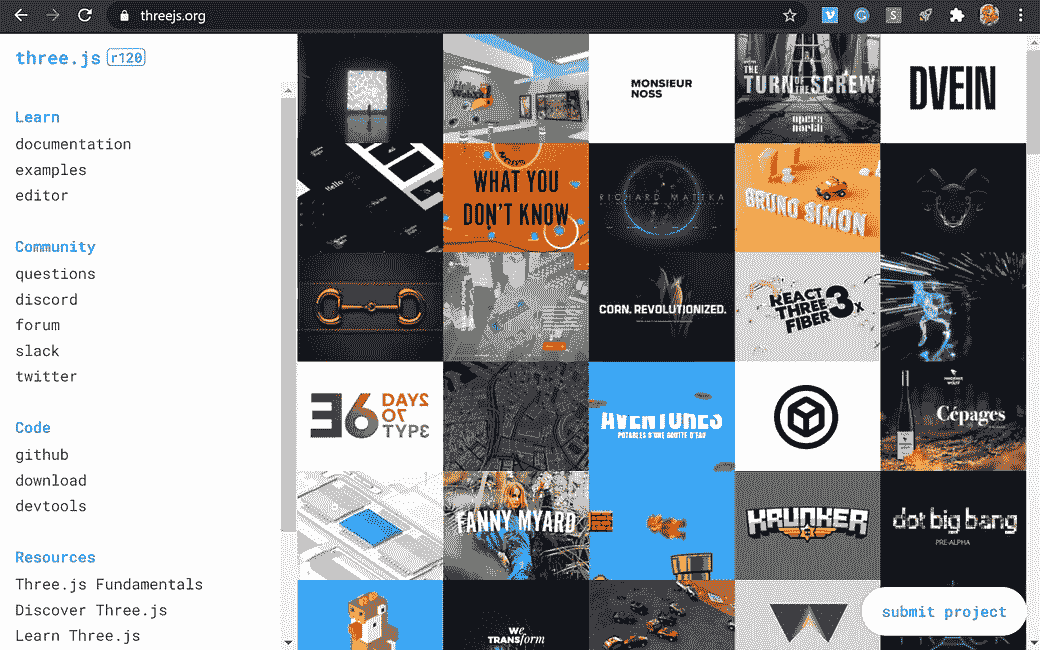 threejs.org
three.js r120
Learn
documentation
examples
editor
Community
questions
discord
forum
slack
twitter
Code
github
download
devtools
Resources
Three.js Fundamentals
Discover Three.js
Learn Three.js
MONSIEUR
NOSS
THE
TURN OF THE SCREW
opera
north
DVEIN
Hello
WHAT YOU
DON'T KNOW
RICHARD MATTKA
BRUNO SIMON
CORN. REVOLUTIONIZED.
REACT
THREE
FIBER 3x
36 DAYS
OF
TYPE
AVENTURES
POTABLES D'UNE GOUTTE D'EAU
Cépages
FANNY MYARD
KRUNKER
dot big bang
PRE-ALPHA
We
TRANSform
submit project